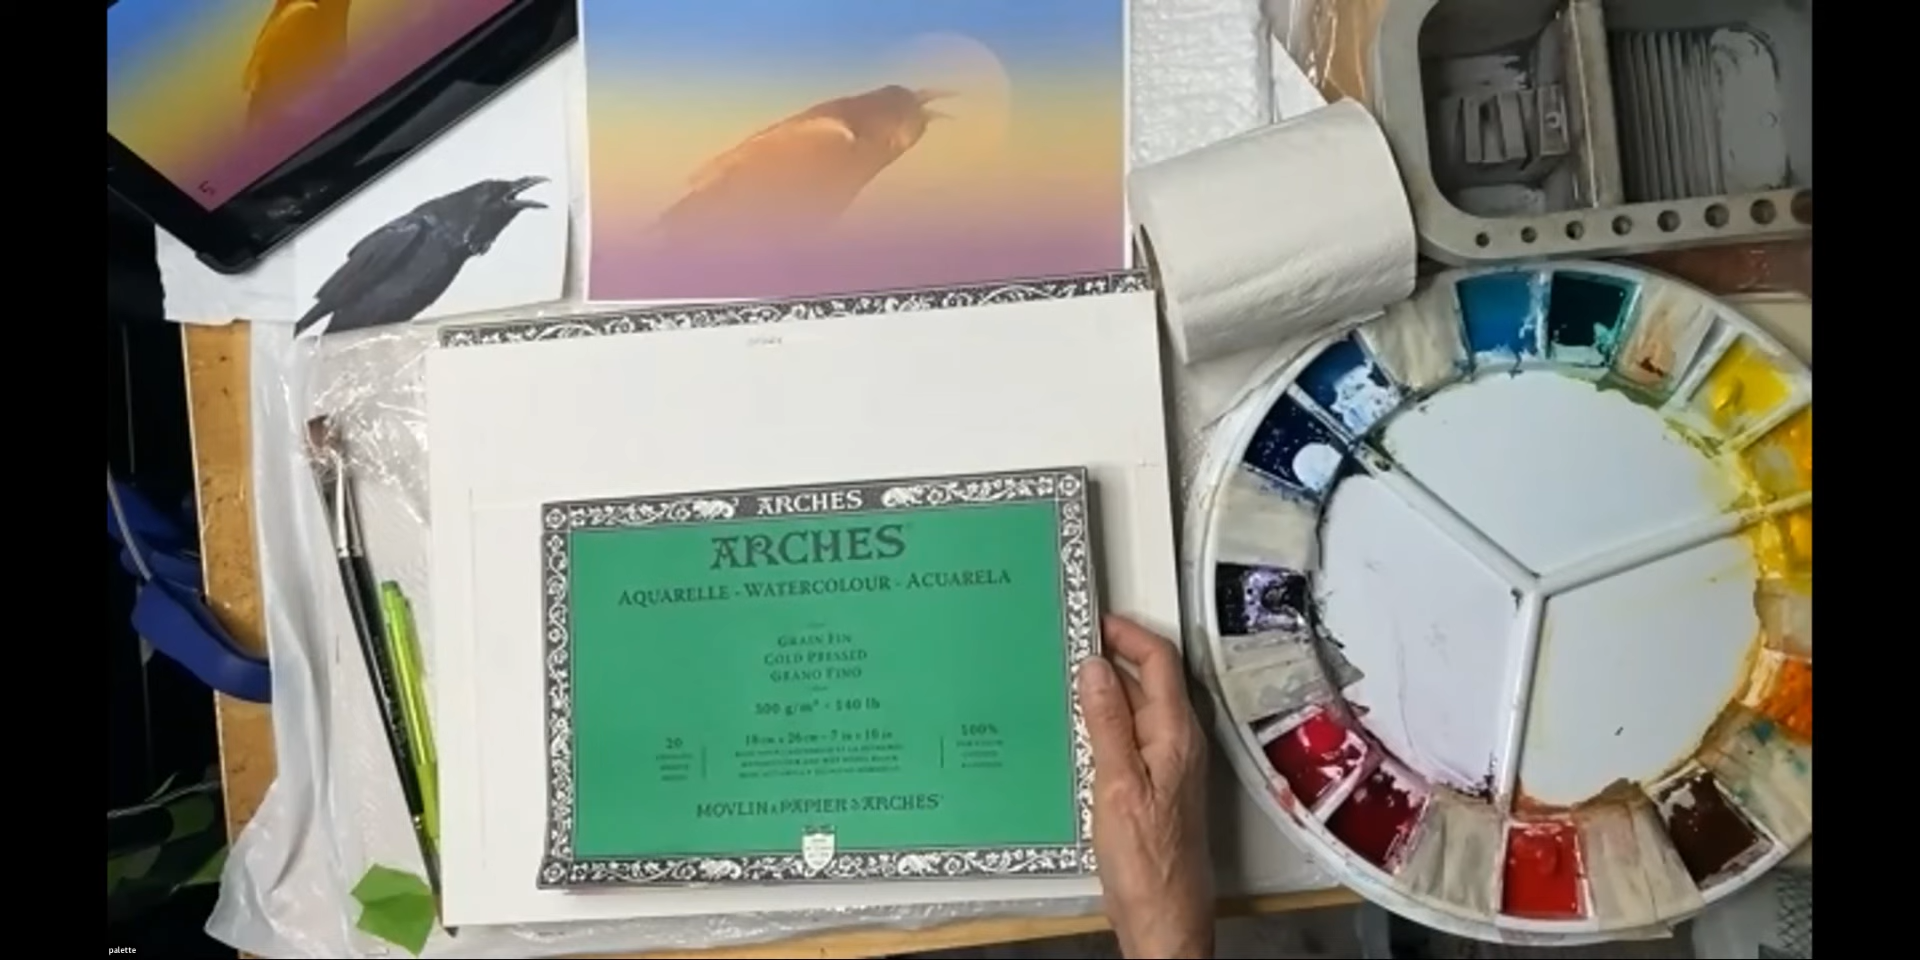 ARCHES
ARCHES
AQUARELLE - WATERCOLOUR - ACUARELA
GRAIN FIN
COLD PRESSED
GRANO FINO
300 g/m² - 140 lb
20
18 cm x 26 cm - 7 in x 10 in
100%
MOVLIN & PAPIER D'ARCHES
palette